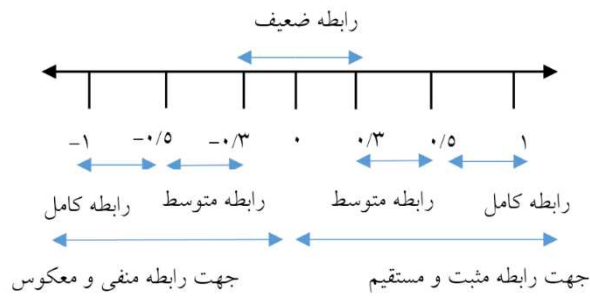 رابطه ضعیف
−۱ −۰/۵ −۰/۳ ۰ ۰/۳ ۰/۵ ۱
رابطه کامل رابطه متوسط رابطه متوسط رابطه کامل
جهت رابطه منفی و معکوس جهت رابطه مثبت و مستقیم